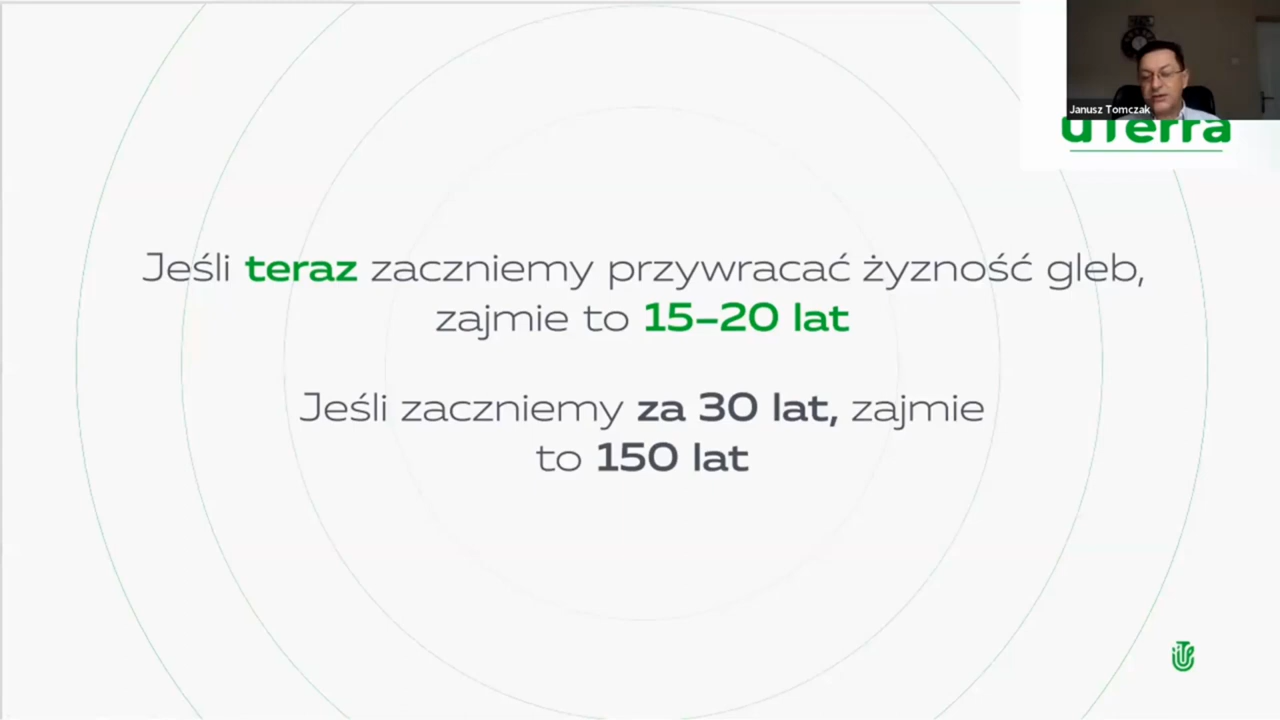 Janusz Tomczak
uTerra
Jeśli teraz zaczniemy przywracać żyzność gleb,
zajmie to 15–20 lat
Jeśli zaczniemy za 30 lat, zajmie
to 150 lat